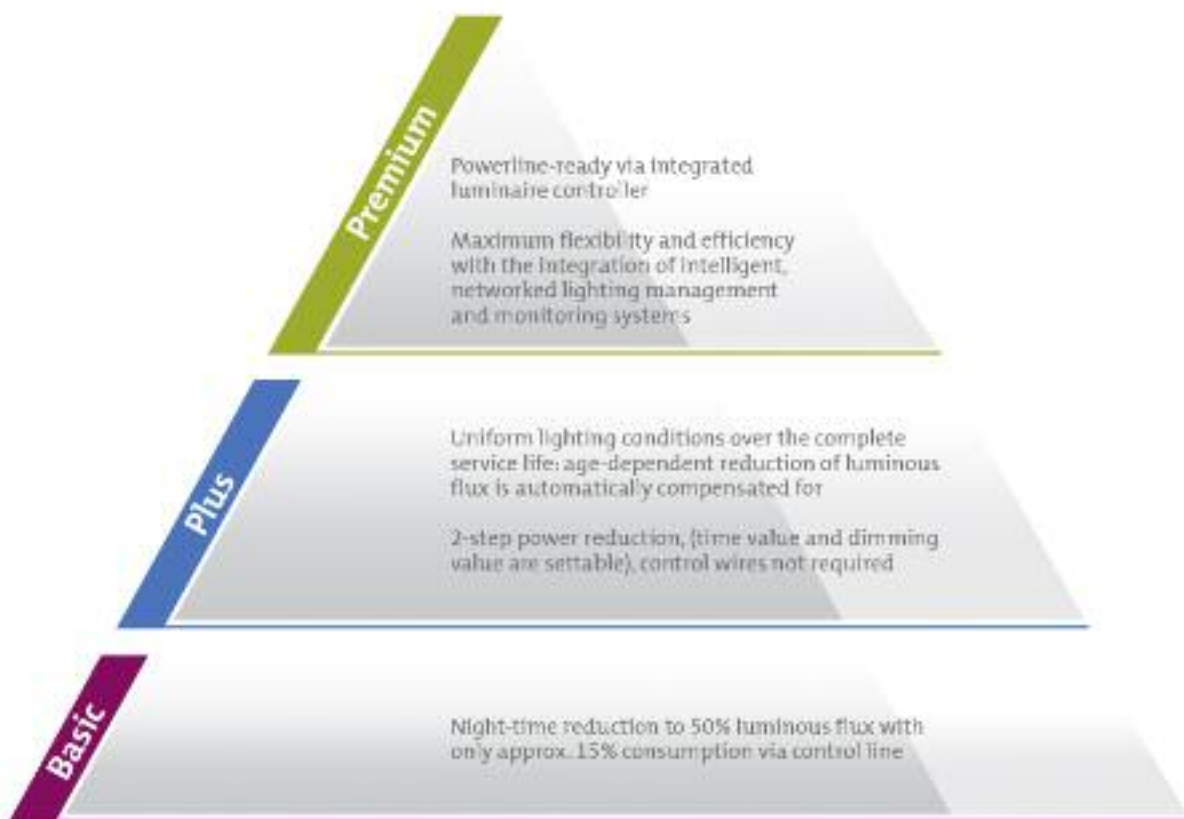 Premium
Powerline-ready via integrated
luminaire controller
Maximum flexibility and efficiency
with the integration of intelligent,
networked lighting management
and monitoring systems
Plus
Uniform lighting conditions over the complete
service life: age-dependent reduction of luminous
flux is automatically compensated for
2-step power reduction, (time value and dimming
value are settable), control wires not required
Basic
Night-time reduction to 50% luminous flux with
only approx. 15% consumption via control line